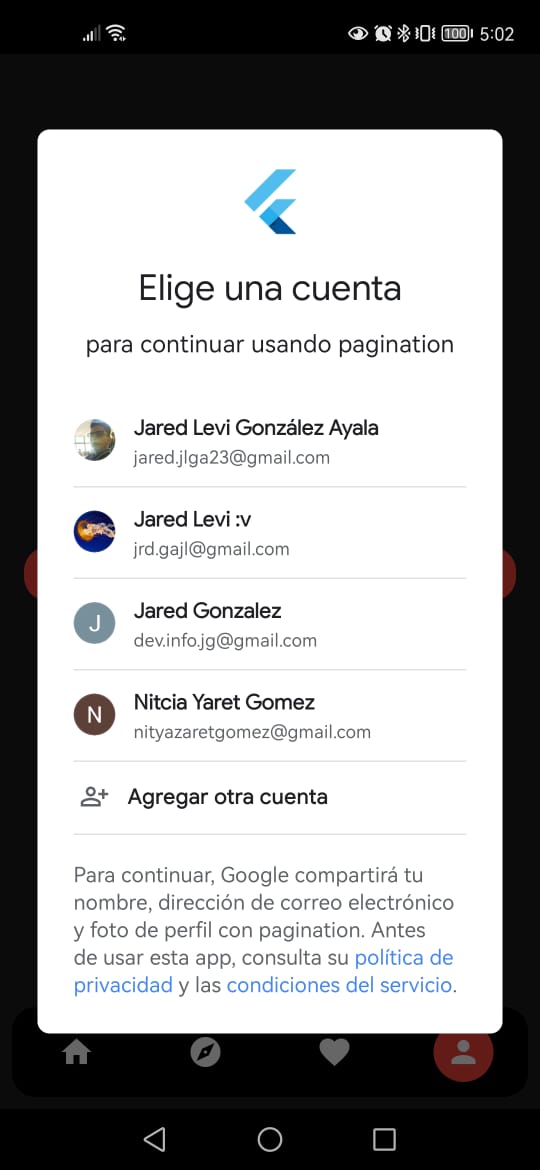 100 5:02
Elige una cuenta
para continuar usando pagination
Jared Levi González Ayala
jared.jlga23@gmail.com
Jared Levi :v
jrd.gajl@gmail.com
J
Jared Gonzalez
dev.info.jg@gmail.com
N
Nitcia Yaret Gomez
nityazaretgomez@gmail.com
Agregar otra cuenta
Para continuar, Google compartirá tu
nombre, dirección de correo electrónico
y foto de perfil con pagination. Antes
de usar esta app, consulta su política de
privacidad y las condiciones del servicio.